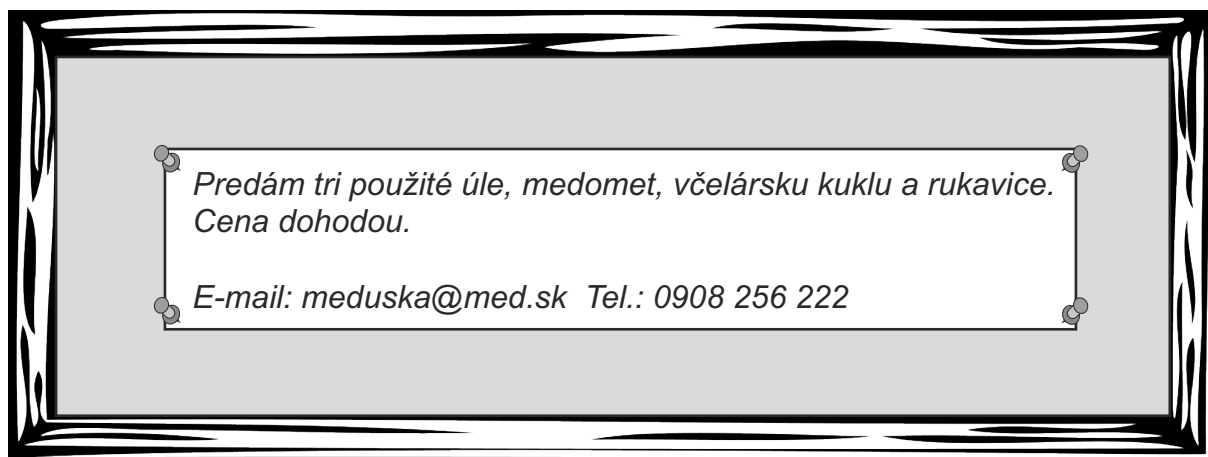 Predám tri použité úle, medomet, včelársku kuklu a rukavice.
Cena dohodou.
E-mail: meduska@med.sk Tel.: 0908 256 222